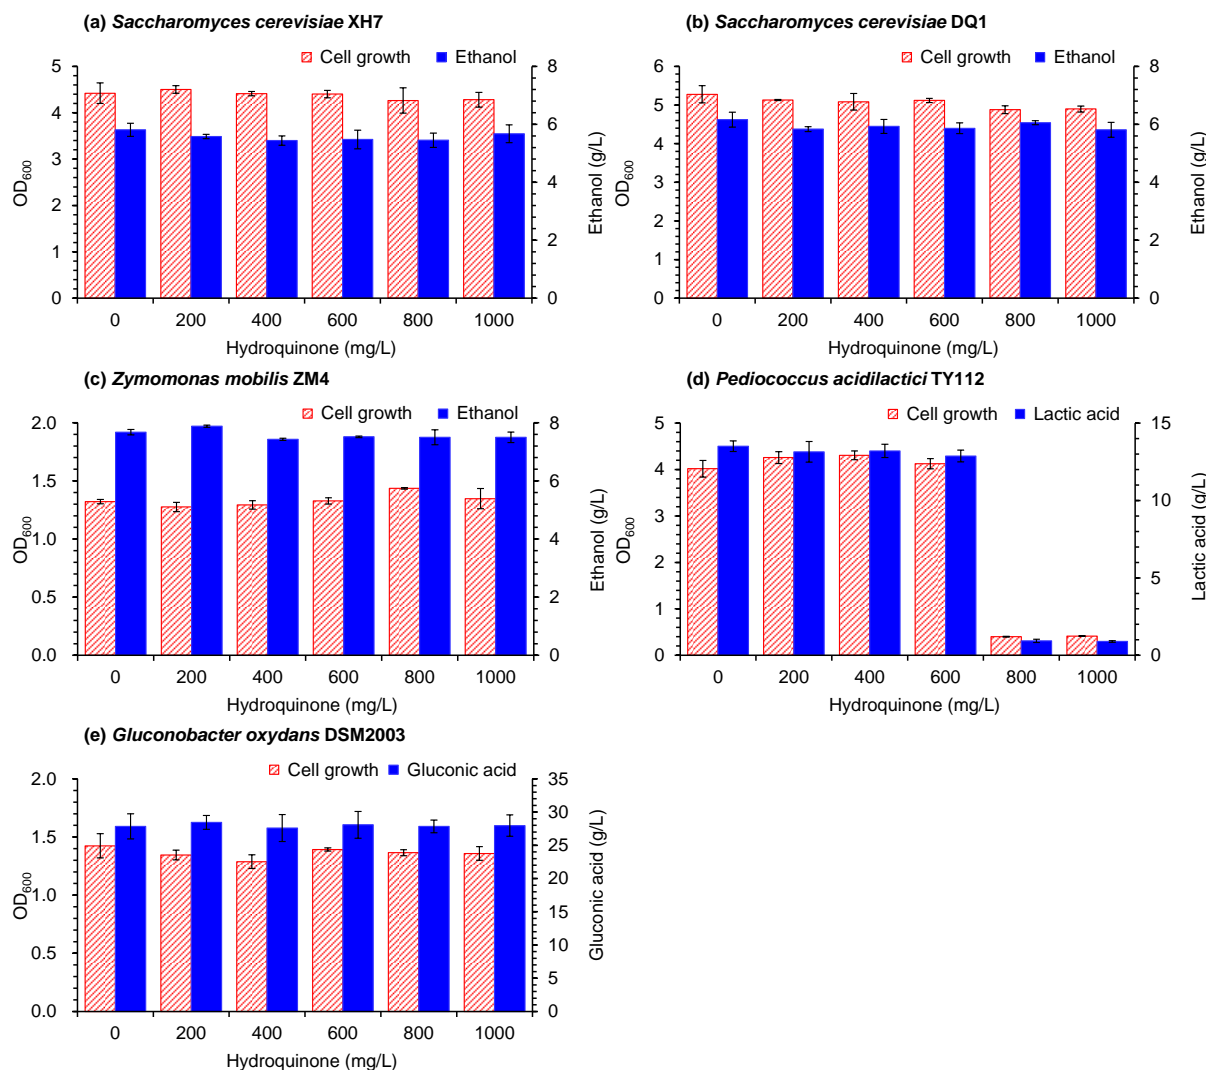 (a) Saccharomyces cerevisiae XH7
Cell growth Ethanol
5
4
3
2
1
0
OD600
8
6
4
2
0
Ethanol (g/L)
0 200 400 600 800 1000
Hydroquinone (mg/L)
(b) Saccharomyces cerevisiae DQ1
Cell growth Ethanol
6
5
4
3
2
1
0
OD600
8
6
4
2
0
Ethanol (g/L)
0 200 400 600 800 1000
Hydroquinone (mg/L)
(c) Zymomonas mobilis ZM4
Cell growth Ethanol
2.0
1.5
1.0
0.5
0.0
OD600
8
6
4
2
0
Ethanol (g/L)
0 200 400 600 800 1000
Hydroquinone (mg/L)
(d) Pediococcus acidilactici TY112
Cell growth Lactic acid
5
4
3
2
1
0
OD600
15
10
5
0
Lactic acid (g/L)
0 200 400 600 800 1000
Hydroquinone (mg/L)
(e) Gluconobacter oxydans DSM2003
Cell growth Gluconic acid
2.0
1.5
1.0
0.5
0.0
OD600
35
30
25
20
15
10
5
0
Gluconic acid (g/L)
0 200 400 600 800 1000
Hydroquinone (mg/L)